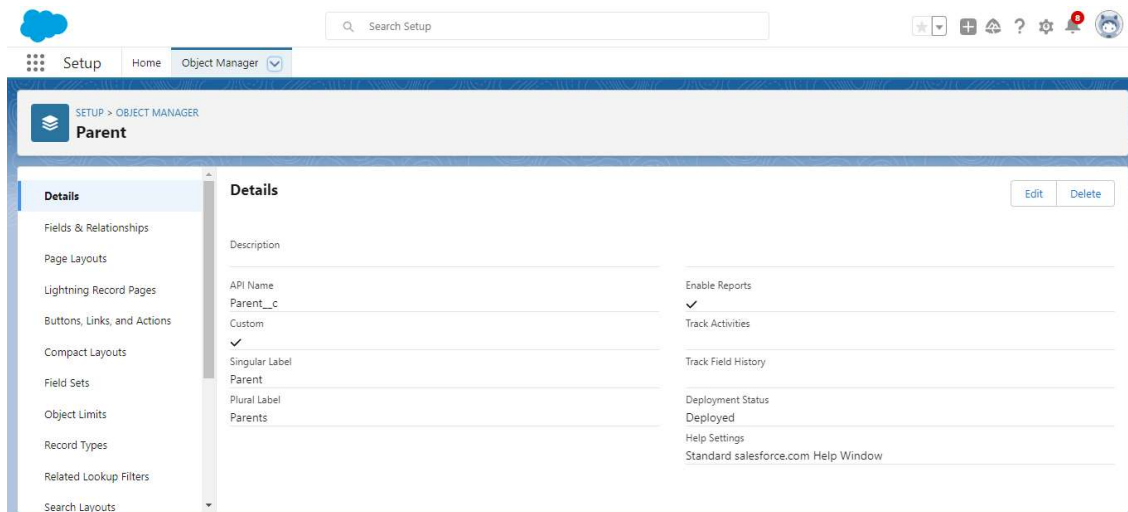 Search Setup
8
Setup
Home
Object Manager
SETUP > OBJECT MANAGER
Parent
Details
Fields & Relationships
Page Layouts
Lightning Record Pages
Buttons, Links, and Actions
Compact Layouts
Field Sets
Object Limits
Record Types
Related Lookup Filters
Search Layouts
Details
Edit
Delete
Description
API Name
Parent__c
Custom
Singular Label
Parent
Plural Label
Parents
Enable Reports
Track Activities
Track Field History
Deployment Status
Deployed
Help Settings
Standard salesforce.com Help Window